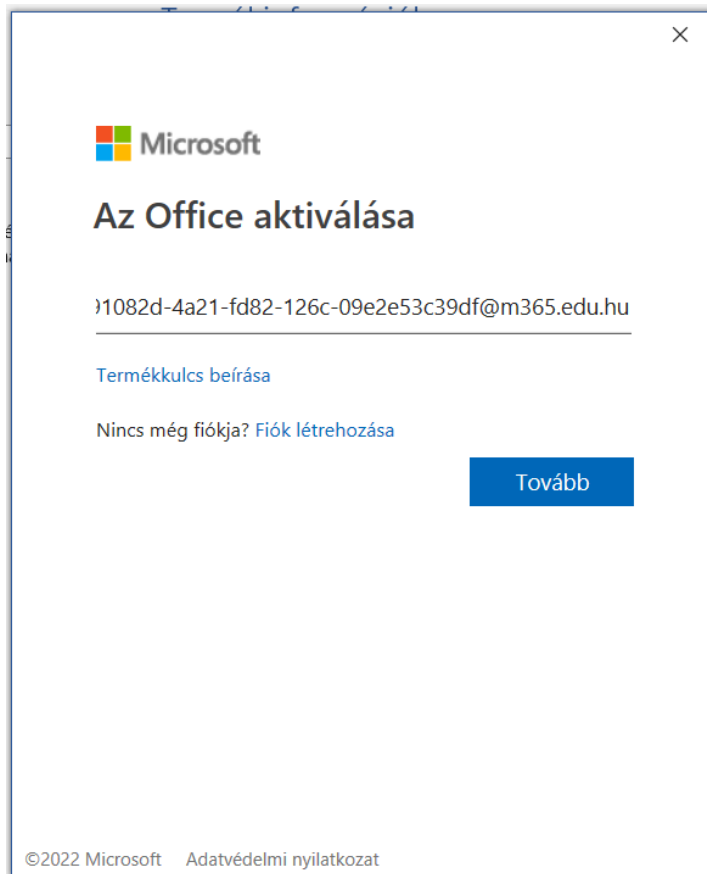 Microsoft
Az Office aktiválása
91082d-4a21-fd82-126c-09e2e53c39df@m365.edu.hu
Termékkulcs beírása
Nincs még fiókja? Fiók létrehozása
Tovább
©2022 Microsoft Adatvédelmi nyilatkozat